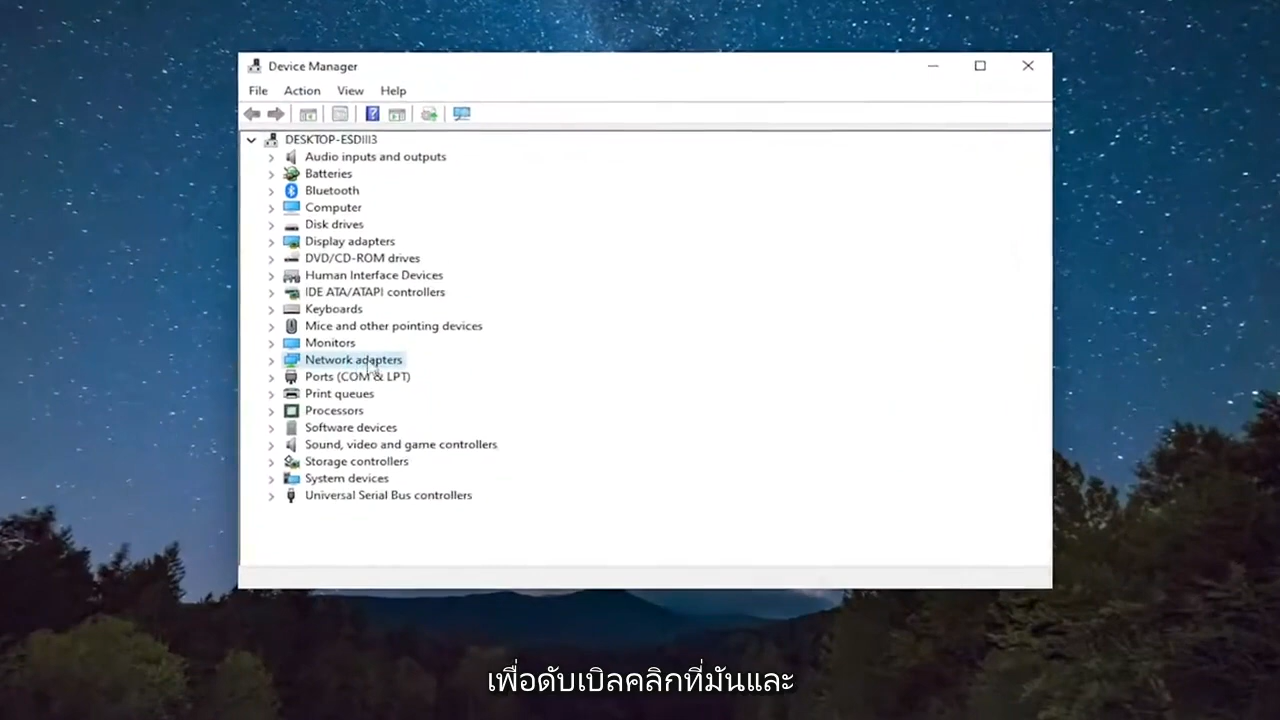 Device Manager
File Action View Help
DESKTOP-ESDIII3
Audio inputs and outputs
Batteries
Bluetooth
Computer
Disk drives
Display adapters
DVD/CD-ROM drives
Human Interface Devices
IDE ATA/ATAPI controllers
Keyboards
Mice and other pointing devices
Monitors
Network adapters
Ports (COM & LPT)
Print queues
Processors
Software devices
Sound, video and game controllers
Storage controllers
System devices
Universal Serial Bus controllers
เพื่อดับเบิลคลิกที่มันและ